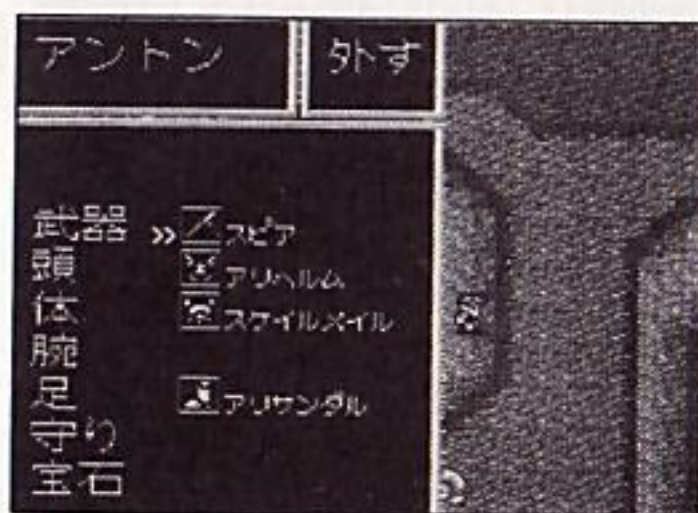 アントン
外す
武器 »スピア
頭 アリヘルム
体 スケイルメイル
腕
足 アリサンダル
守り
宝石